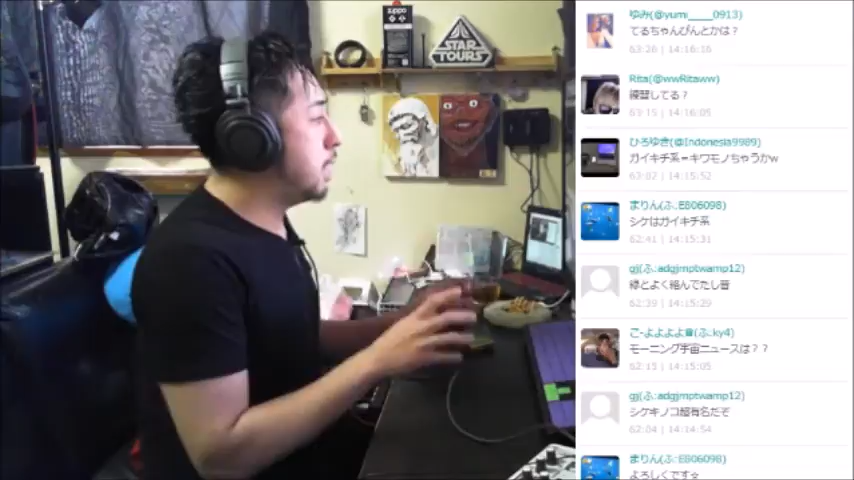 STAR
TOURS
ゆみ(@yumi____0913)
てるちゃんぴんとかは？
63:26 | 14:16:16
Rita(@wwRitaww)
練習してる？
63:15 | 14:16:05
ひろゆき(@Indonesia9989)
ガイキチ系=キワモノちゃうかw
63:02 | 14:15:52
まりん(ふ:E806098)
シゲはガイキチ系
62:41 | 14:15:31
gj(ふ:adgjmptwamp12)
緑とよく絡んでたし昔
62:39 | 14:15:29
こ-よよよよ(ふ:ky4)
モーニング宇宙ニュースは？？
62:15 | 14:15:05
gj(ふ:adgjmptwamp12)
シゲキノコ超有名だぞ
62:04 | 14:14:54
まりん(ふ:E806098)
よろしくです☆